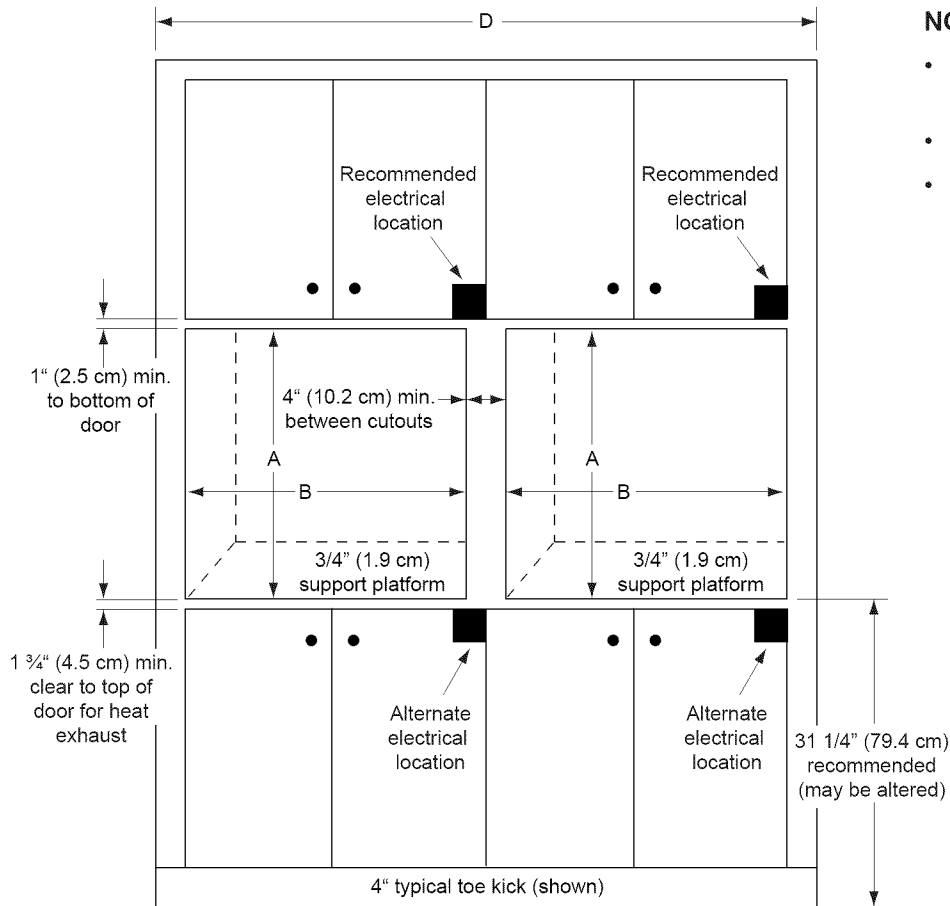 D
NO
•
•
•
Recommended
electrical
location
Recommended
electrical
location
1“ (2.5 cm) min.
to bottom of
door
4“ (10.2 cm) min.
between cutouts
A
A
B
B
3/4” (1.9 cm)
support platform
3/4” (1.9 cm)
support platform
1 ¾“ (4.5 cm) min.
clear to top of
door for heat
exhaust
Alternate
electrical
location
Alternate
electrical
location
31 1/4” (79.4 cm)
recommended
(may be altered)
4“ typical toe kick (shown)